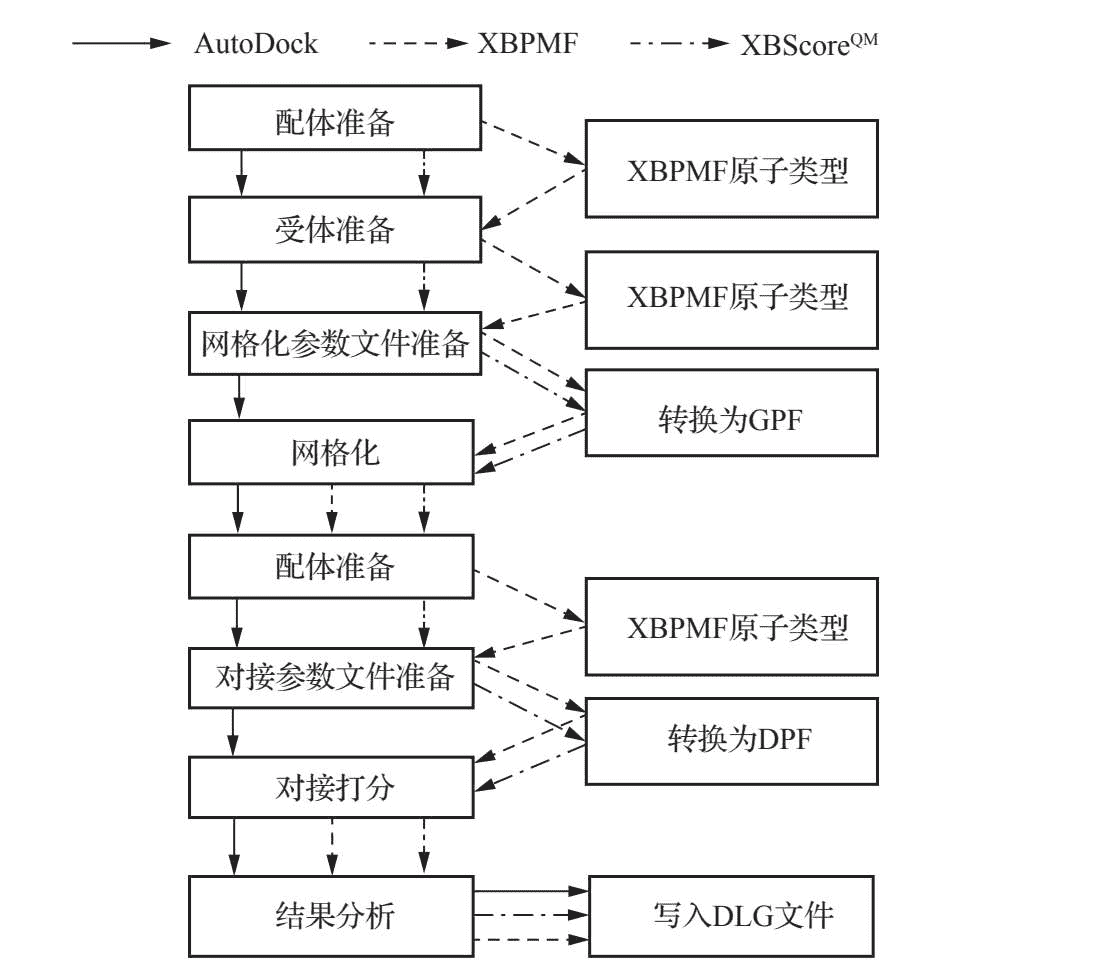 AutoDock XBPMF XBScoreQM
配体准备
XBPMF原子类型
受体准备
XBPMF原子类型
网格化参数文件准备
转换为GPF
网格化
配体准备
XBPMF原子类型
对接参数文件准备
转换为DPF
对接打分
结果分析
写入DLG文件